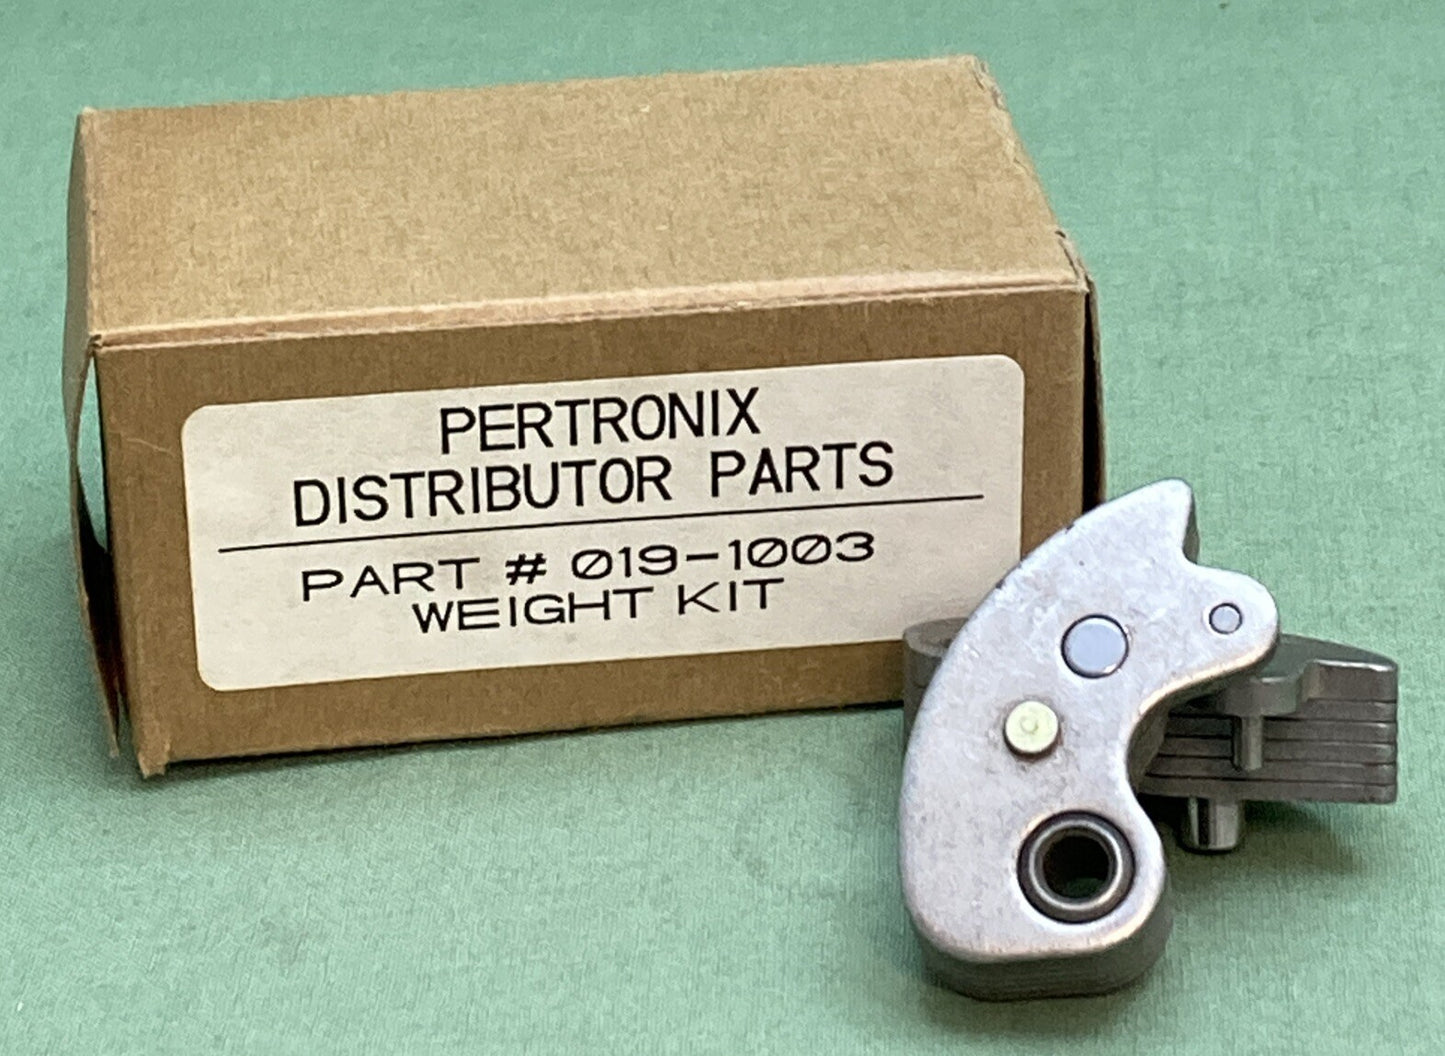 PERTRONIX
DISTRIBUTOR PARTS
PART # 019-1003
WEIGHT KIT